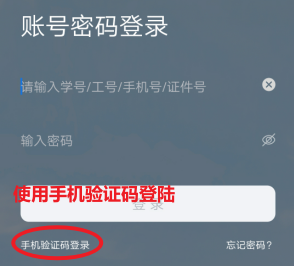 账号密码登录
请输入学号/工号/手机号/证件号
输入密码
使用手机验证码登陆
登录
手机验证码登录 忘记密码?